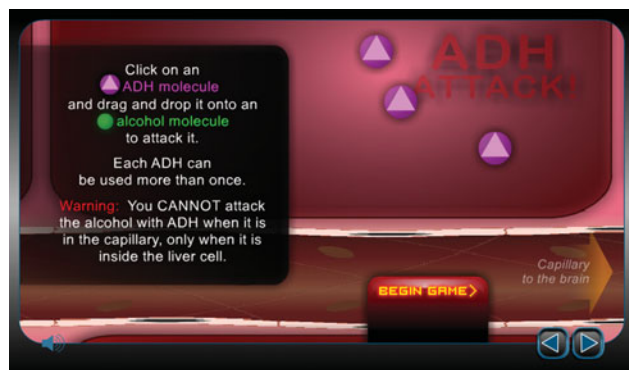 ADH
ATTACK!
Click on an
ADH molecule
and drag and drop it onto an
alcohol molecule
to attack it.
Each ADH can
be used more than once.
Warning: You CANNOT attack
the alcohol with ADH when it is
in the capillary, only when it is
inside the liver cell.
Capillary
to the brain
BEGIN GAME>